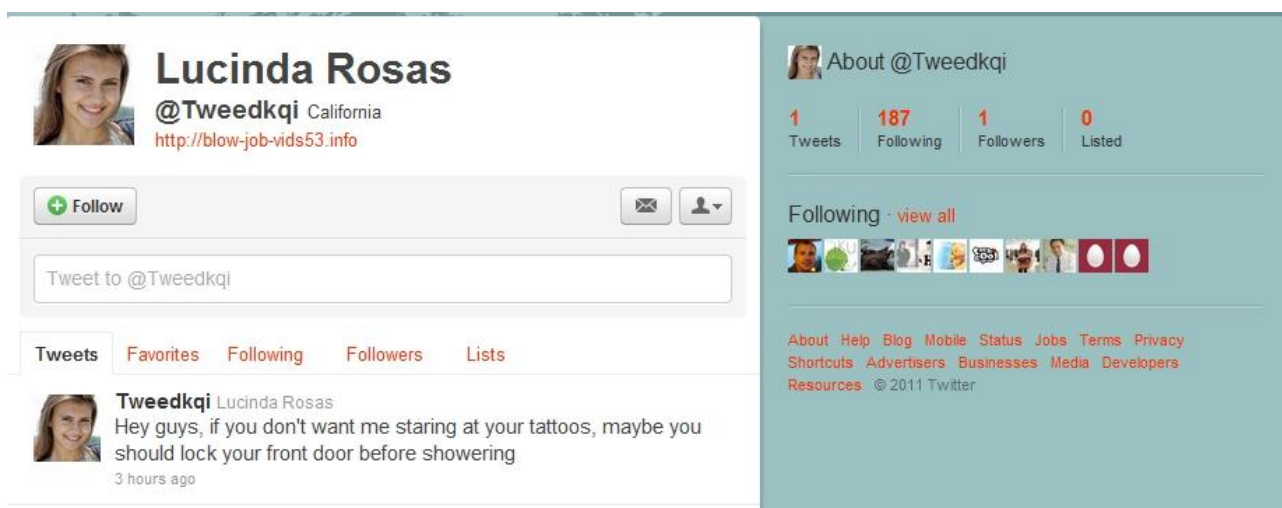 Lucinda Rosas
@Tweedkqi California
http://blow-job-vids53.info
Follow
Tweet to @Tweedkqi
Tweets Favorites Following Followers Lists
Tweedkqi Lucinda Rosas
Hey guys, if you don't want me staring at your tattoos, maybe you
should lock your front door before showering
3 hours ago
About @Tweedkqi
1 187 1 0
Tweets Following Followers Listed
Following · view all
About Help Blog Mobile Status Jobs Terms Privacy
Shortcuts Advertisers Businesses Media Developers
Resources © 2011 Twitter